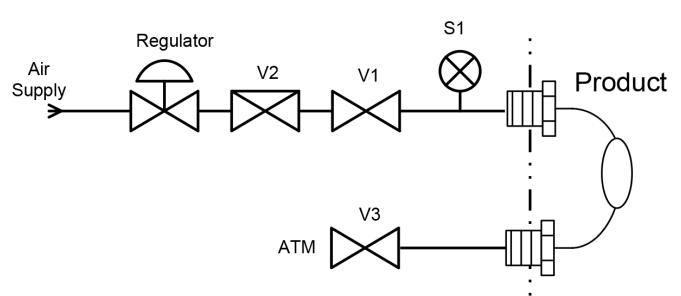 Regulator
S1
Air
Supply
V2
V1
Product
V3
ATM